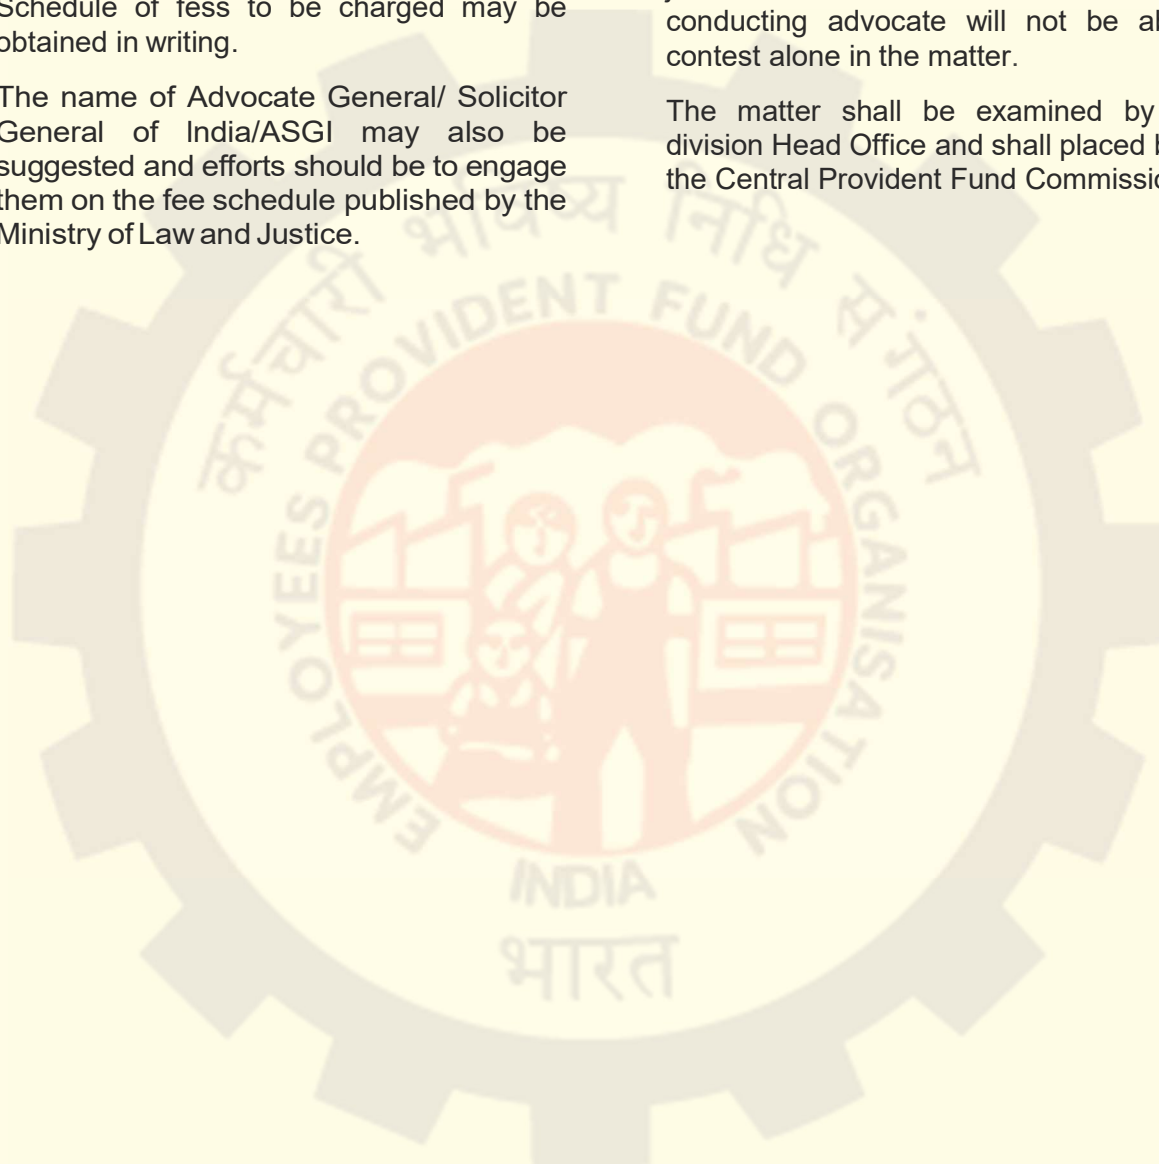 Schedule of fess to be charged may be
obtained in writing.
The name of Advocate General/ Solicitor
General of India/ASGI may also be
suggested and efforts should be to engage
them on the fee schedule published by the
Ministry of Law and Justice.
conducting advocate will not be
contest alone in the matter.
The matter shall be examined by
division Head Office and shall placed
the Central Provident Fund
कर्मचारी भविष्य निधि संगठन
EMPLOYEES PROVIDENT FUND ORGANISATION
INDIA
भारत